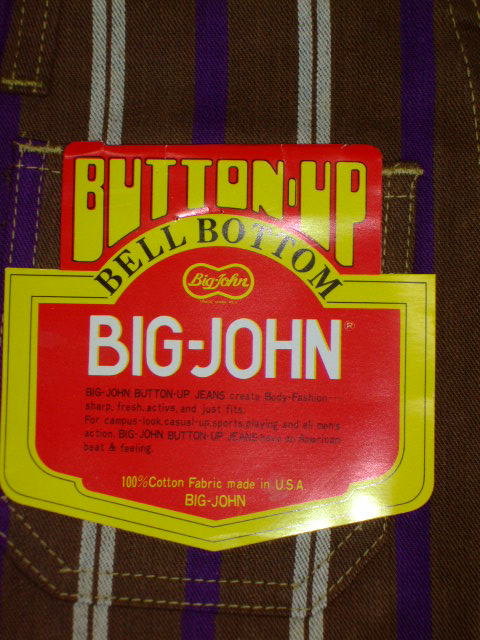 BUTTON-UP
BELL BOTTOM
Big John
BIG-JOHN®
BIG-JOHN BUTTON-UP JEANS create Body-Fashion---
sharp, fresh, active, and just fits.
For campus-look, casual-up, sports, playing and all men's
action, BIG-JOHN BUTTON-UP JEANS have an American
beat & feeling.
100% Cotton Fabric made in U.S.A.
BIG-JOHN